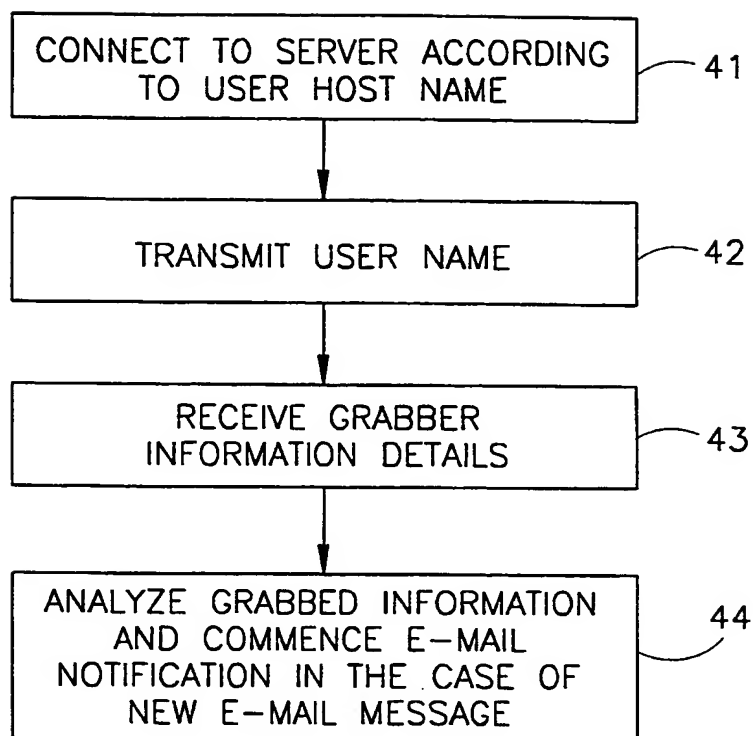 CONNECT TO SERVER ACCORDING
TO USER HOST NAME
41
TRANSMIT USER NAME
42
RECEIVE GRABBER
INFORMATION DETAILS
43
ANALYZE GRABBED INFORMATION
AND COMMENCE E-MAIL
NOTIFICATION IN THE CASE OF
NEW E-MAIL MESSAGE
44